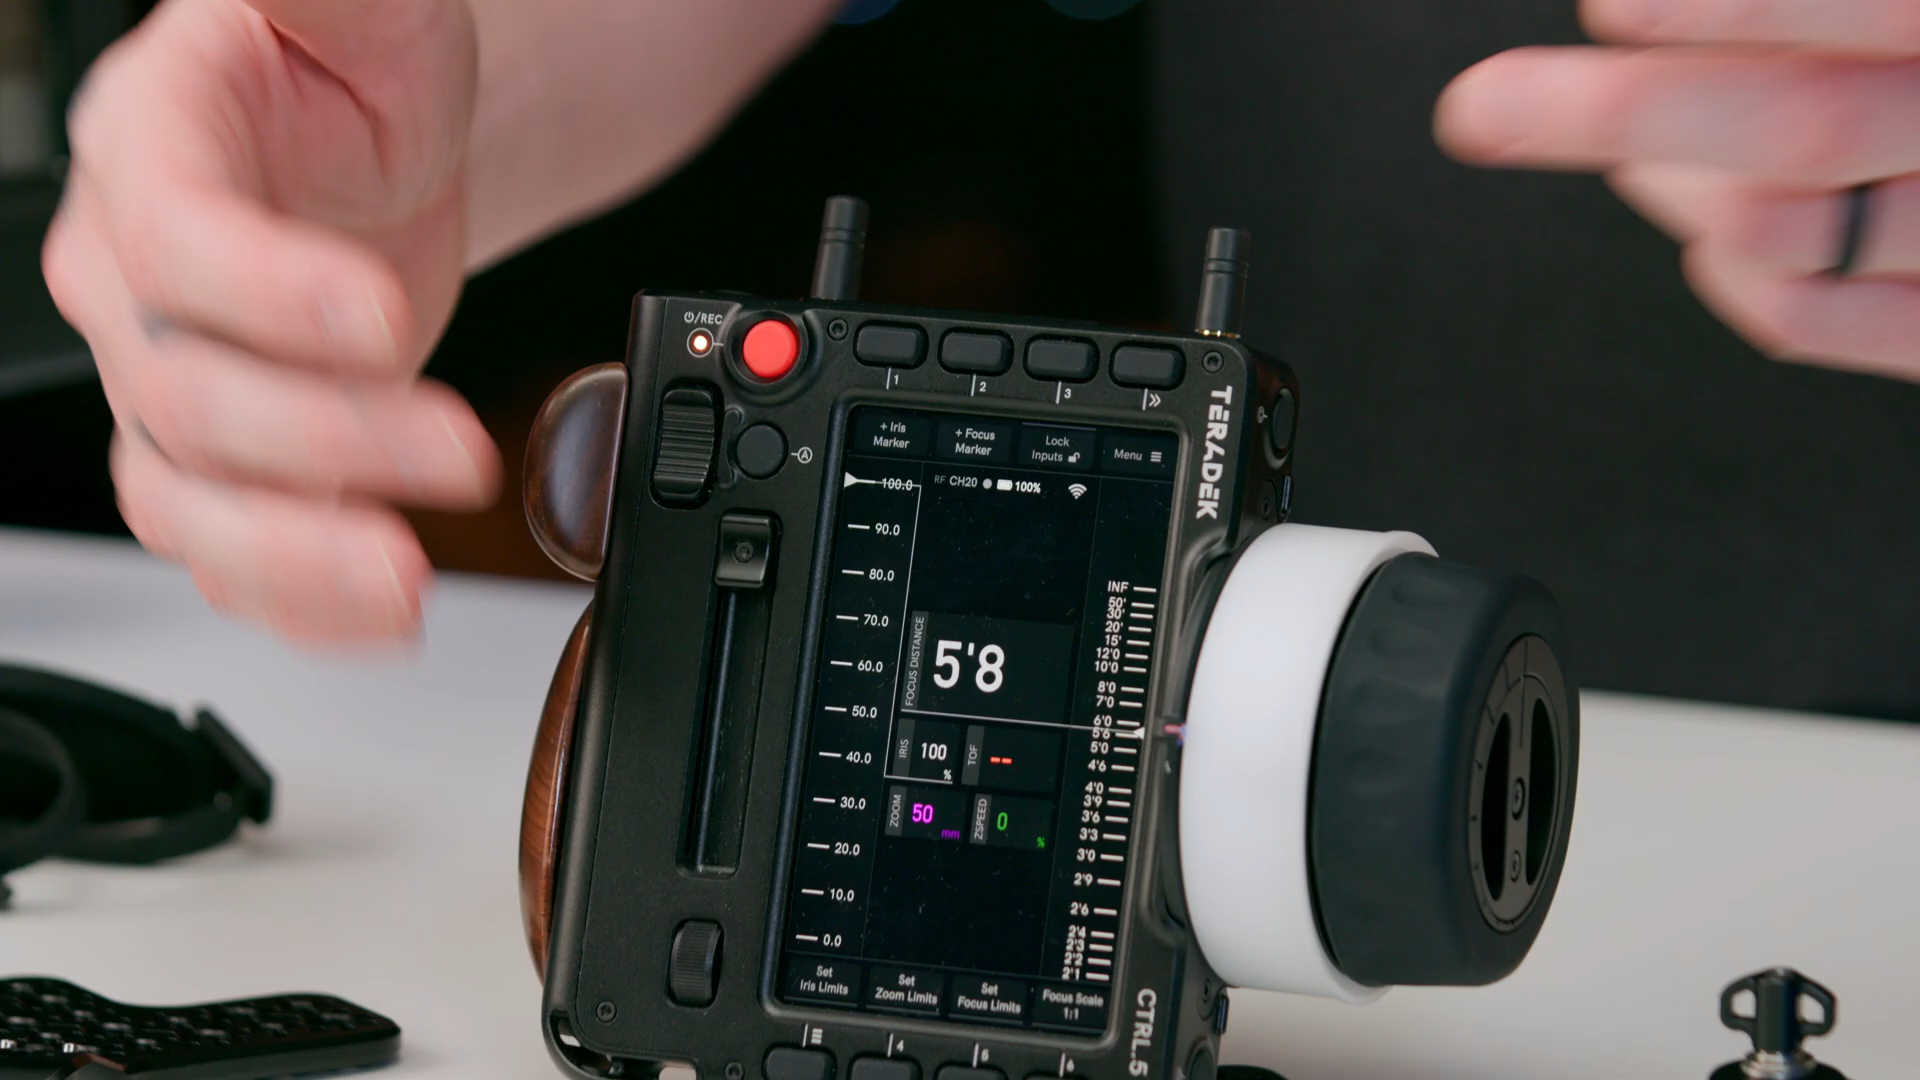 ⏻/REC
1
2
3
»
TERADEK
A
+ Iris
Marker
+ Focus
Marker
Lock
Inputs
Menu ≡
RF CH20 100%
100.0
90.0
80.0
70.0
60.0
50.0
40.0
30.0
20.0
10.0
0.0
FOCUS DISTANCE
5'8
IRIS
100
%
TOF
--
ZOOM
50
mm
ZSPEED
0
%
INF
50'
30'
20'
15'
12'0
10'0
8'0
7'0
6'0
5'6
5'0
4'6
4'0
3'9
3'6
3'3
3'0
2'9
2'6
2'4
2'3
2'2
2'1
Set
Iris Limits
Set
Zoom Limits
Set
Focus Limits
Focus Scale
1:1
4
5
6
CTRL.5